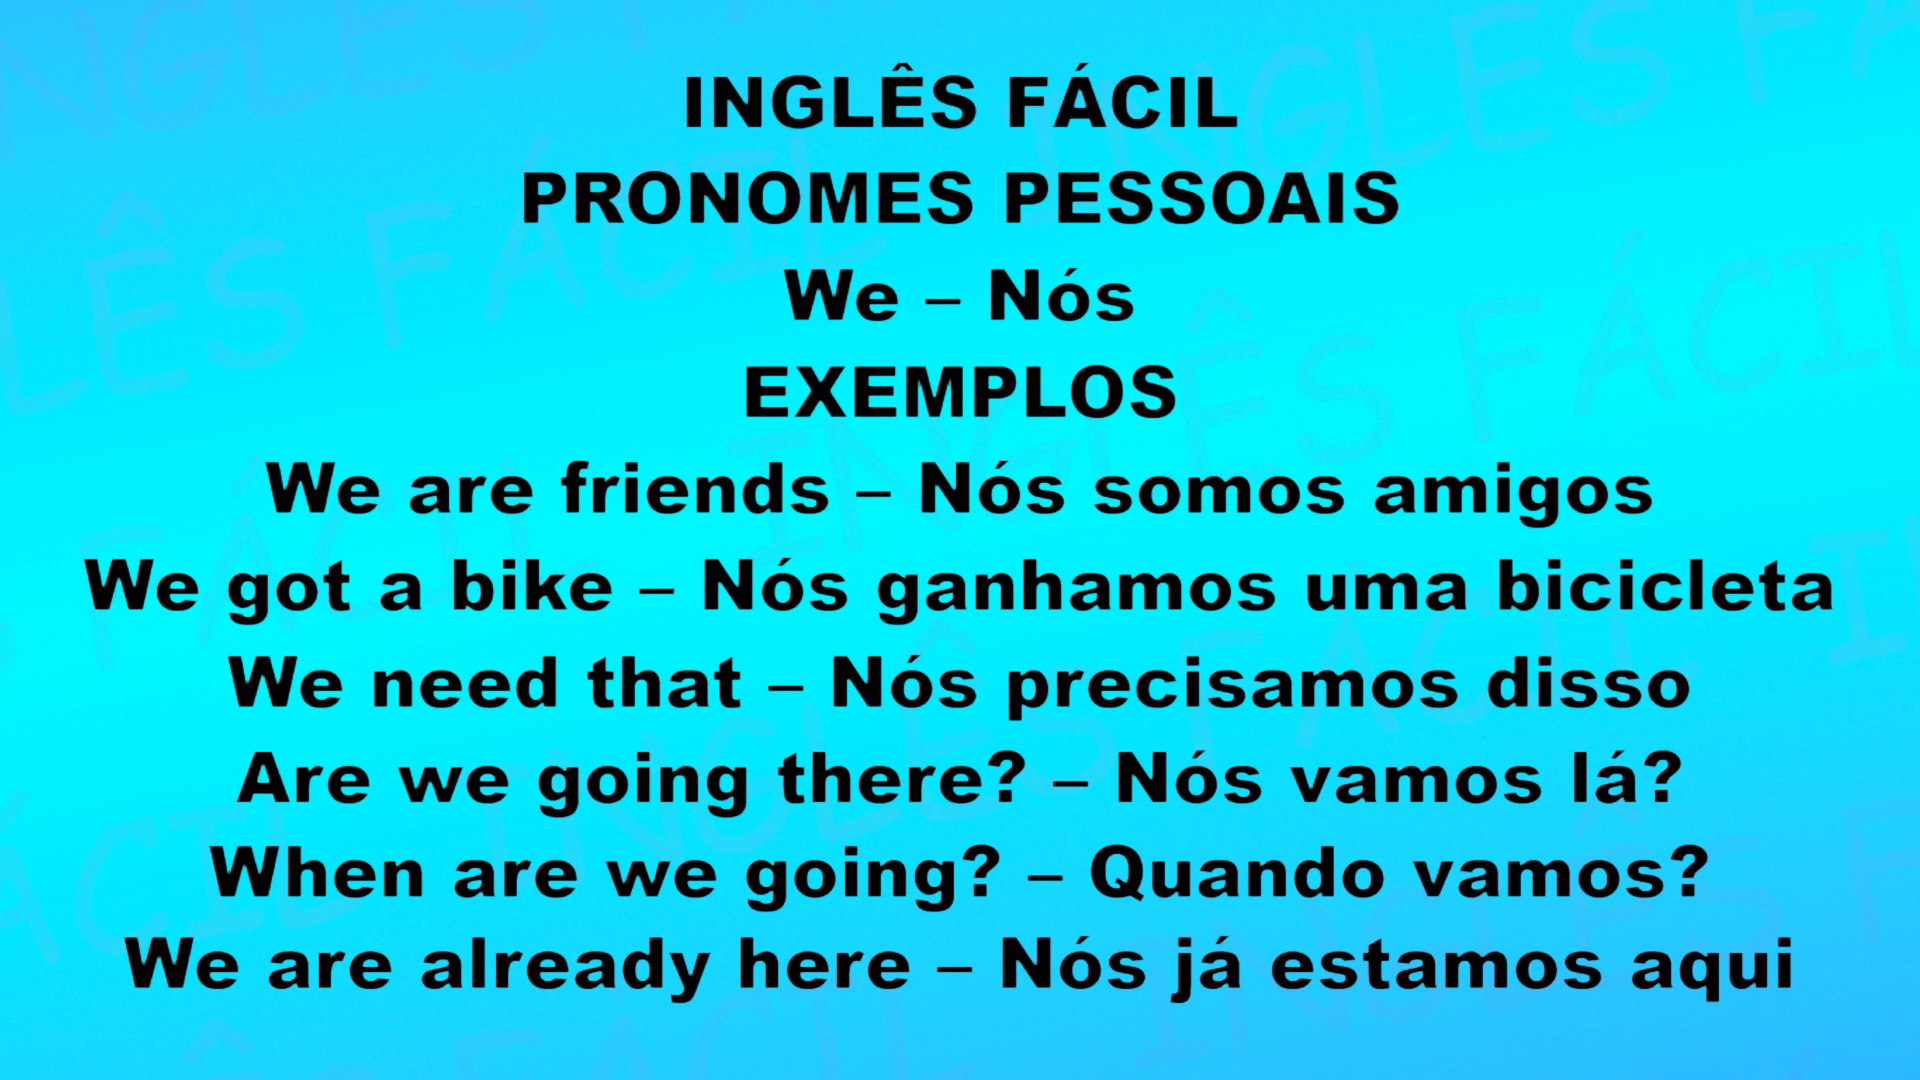 INGLÊS FÁCIL
PRONOMES PESSOAIS
We – Nós
EXEMPLOS
We are friends – Nós somos amigos
We got a bike – Nós ganhamos uma bicicleta
We need that – Nós precisamos disso
Are we going there? – Nós vamos lá?
When are we going? – Quando vamos?
We are already here – Nós já estamos aqui